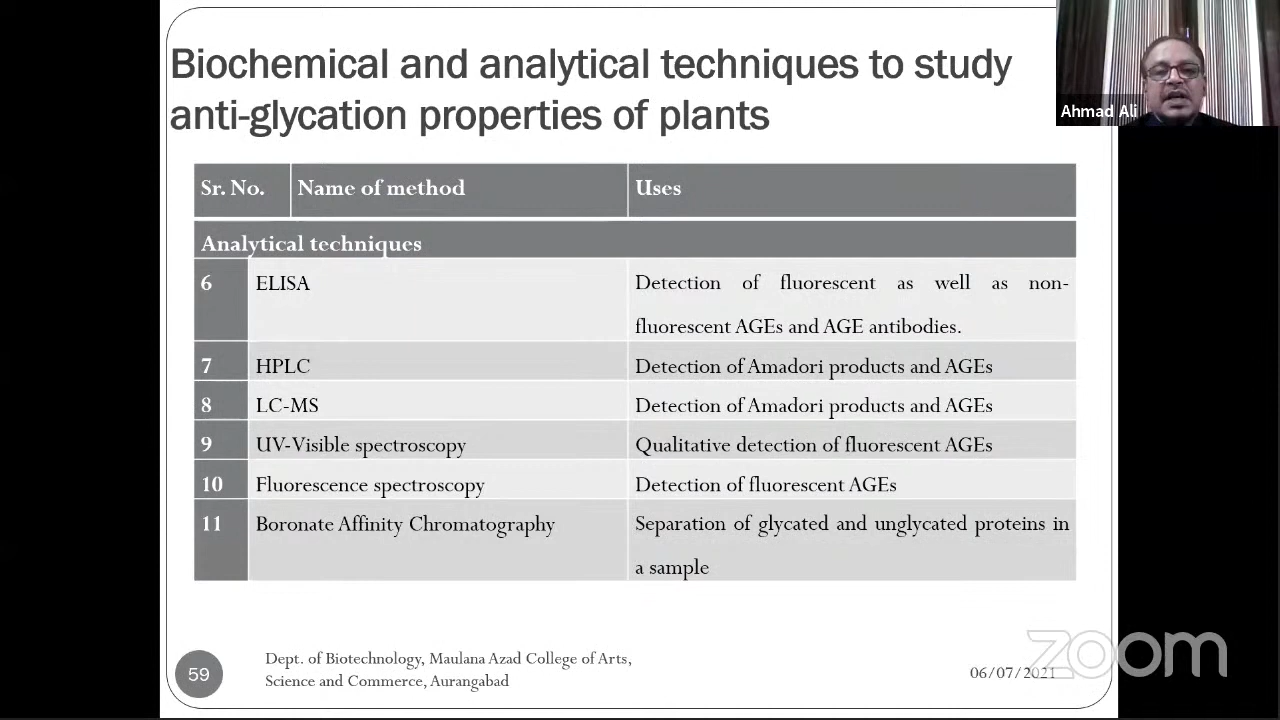 Biochemical and analytical techniques to study
anti-glycation properties of plants
Ahmad Ali
Sr. No. Name of method Uses
Analytical techniques
6 ELISA Detection of fluorescent as well as non-
fluorescent AGEs and AGE antibodies.
7 HPLC Detection of Amadori products and AGEs
8 LC-MS Detection of Amadori products and AGEs
9 UV-Visible spectroscopy Qualitative detection of fluorescent AGEs
10 Fluorescence spectroscopy Detection of fluorescent AGEs
11 Boronate Affinity Chromatography Separation of glycated and unglycated proteins in
a sample
59
Dept. of Biotechnology, Maulana Azad College of Arts,
Science and Commerce, Aurangabad
06/07/2021
zoom